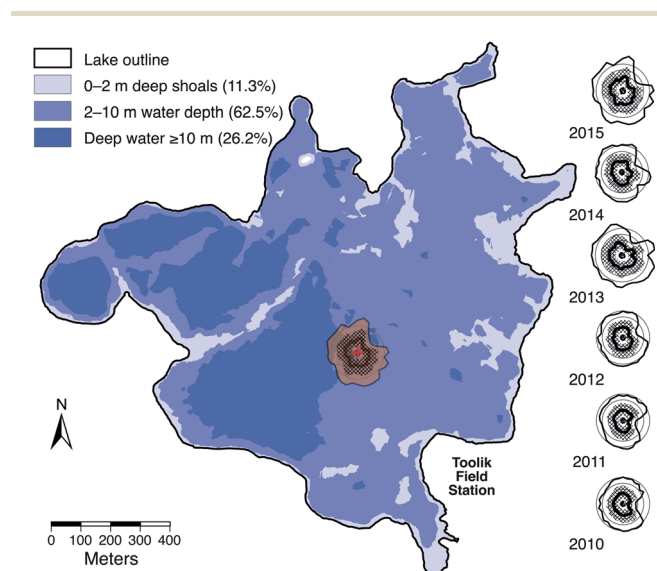 Lake outline
0–2 m deep shoals (11.3%)
2–10 m water depth (62.5%)
Deep water ≥10 m (26.2%)
2015
2014
2013
2012
2011
2010
N
Toolik
Field
Station
0 100 200 300 400
Meters